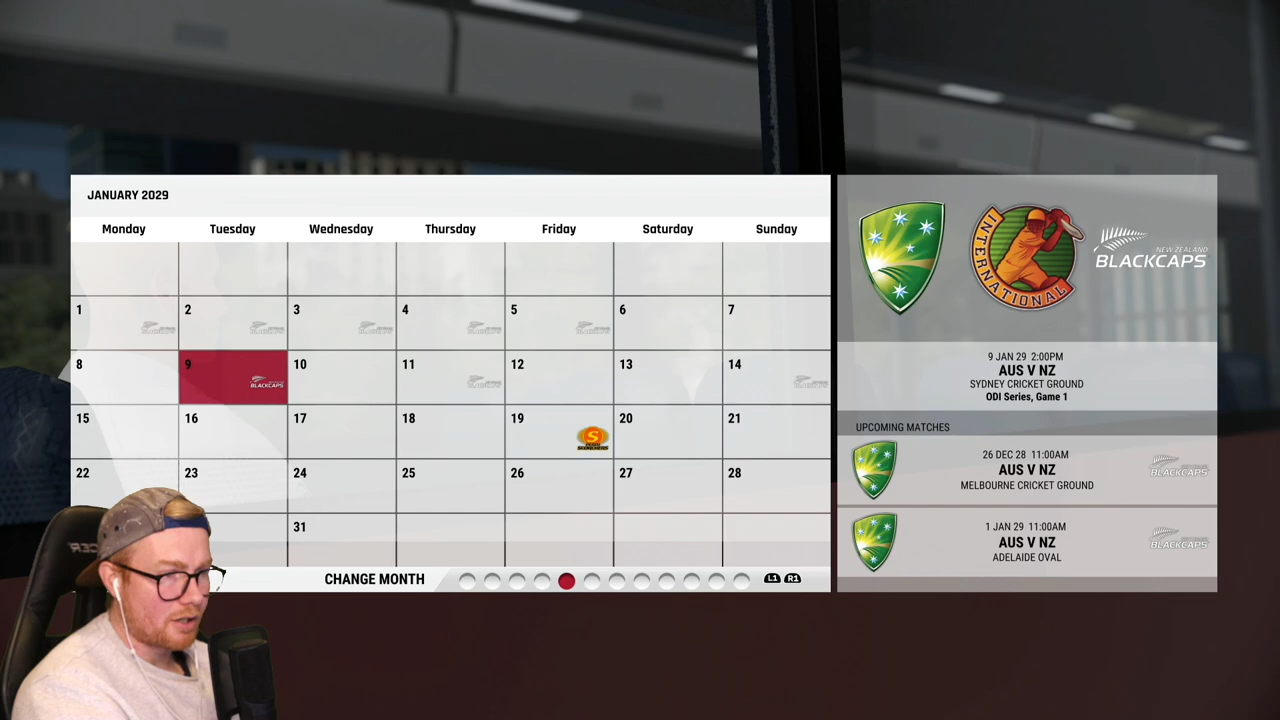 JANUARY 2029
Monday Tuesday Wednesday Thursday Friday Saturday Sunday
1 2 3 4 5 6 7
8 9 10 11 12 13 14
BLACKCAPS
15 16 17 18 19 20 21
S
22 23 24 25 26 27 28
31
CHANGE MONTH
L1 R1
INTERNATIONAL
NEW ZEALAND
BLACKCAPS
9 JAN 29 2:00PM
AUS V NZ
SYDNEY CRICKET GROUND
ODI Series, Game 1
UPCOMING MATCHES
26 DEC 28 11:00AM
AUS V NZ
MELBOURNE CRICKET GROUND
1 JAN 29 11:00AM
AUS V NZ
ADELAIDE OVAL